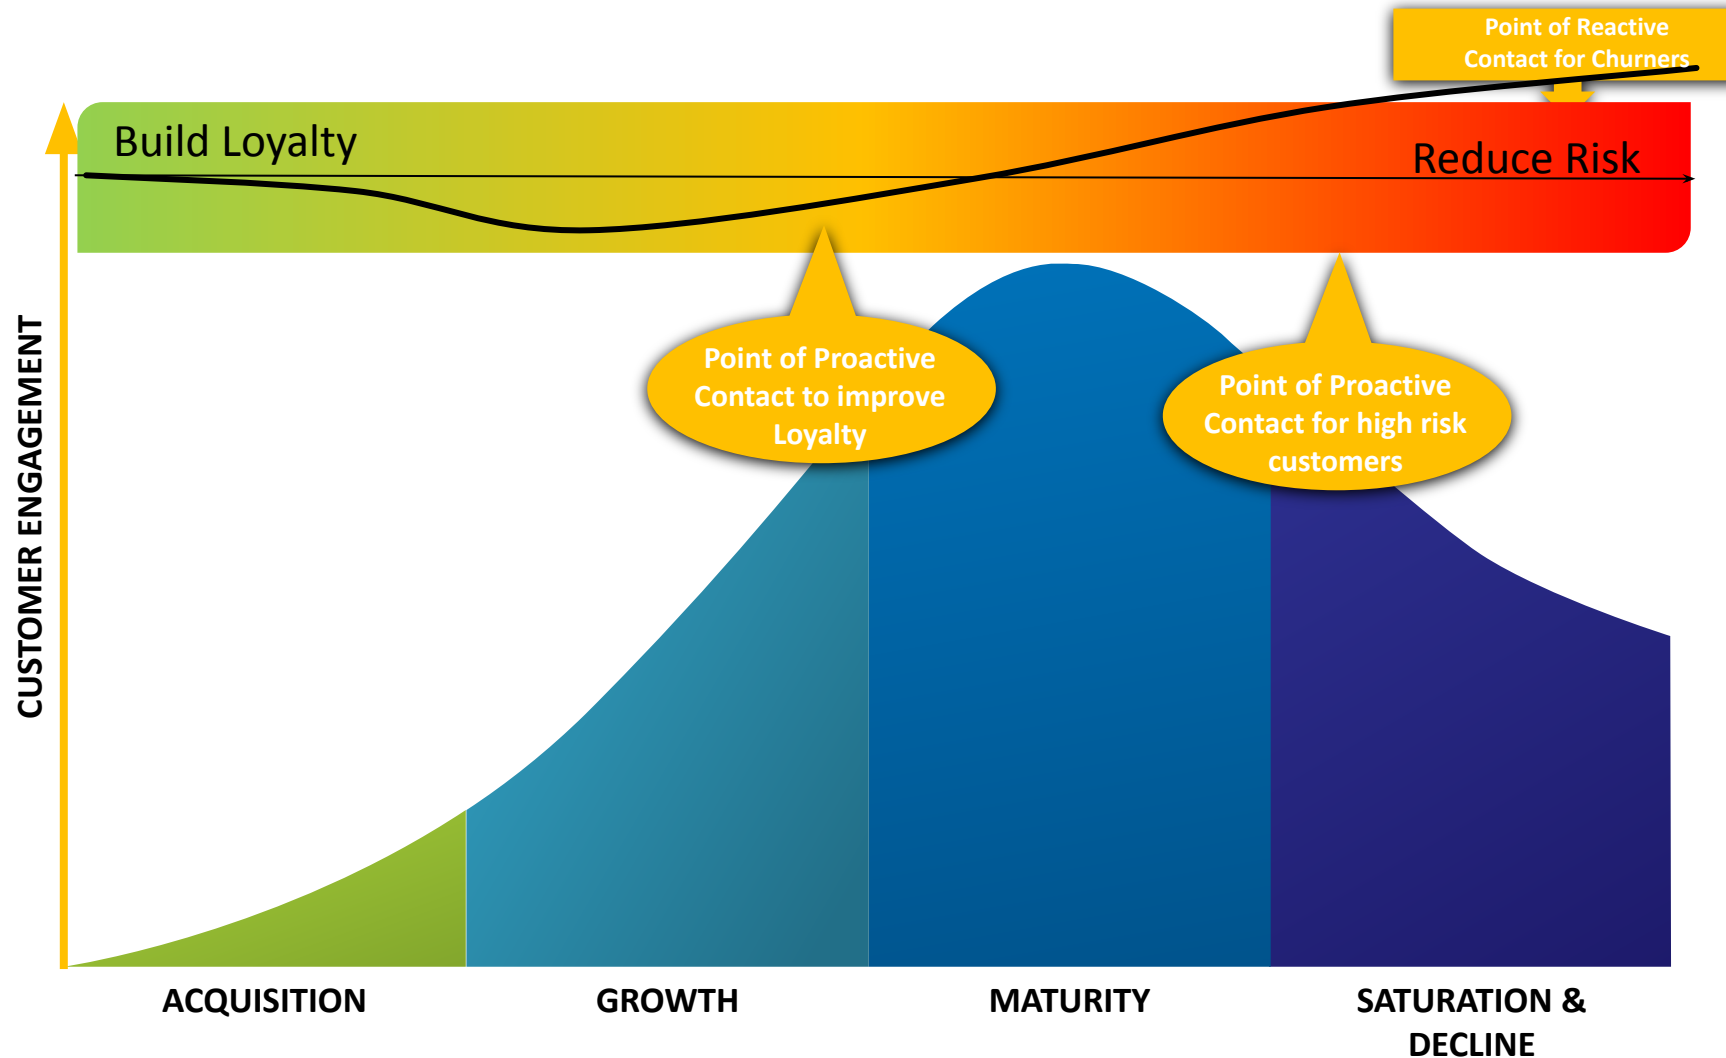 Point of Reactive
Contact for Churners
Build Loyalty
Reduce Risk
Point of Proactive
Contact to improve
Loyalty
Point of Proactive
Contact for high risk
customers
CUSTOMER ENGAGEMENT
ACQUISITION
GROWTH
MATURITY
SATURATION &
DECLINE